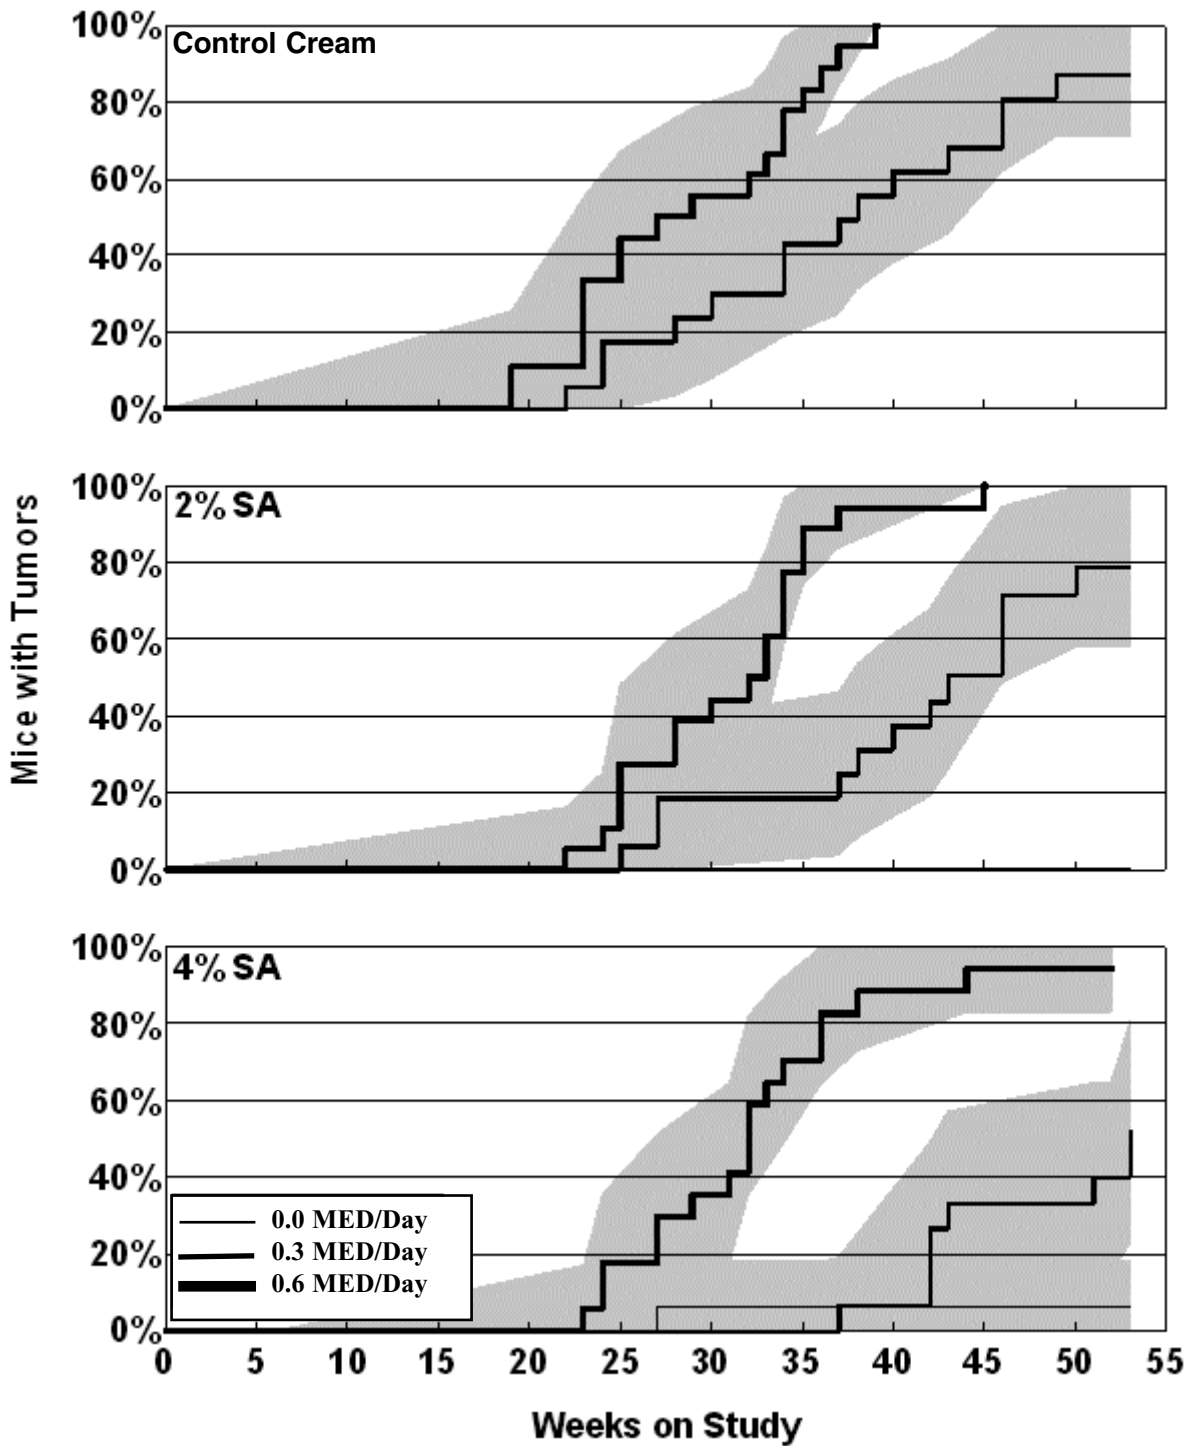 100%
Control Cream
80%
60%
40%
20%
0%
Mice with Tumors
100%
2% SA
80%
60%
40%
20%
0%
100%
4% SA
80%
60%
40%
0.0 MED/Day
0.3 MED/Day
20%
0.6 MED/Day
0%
0 5 10 15 20 25 30 35 40 45 50 55
Weeks on Study